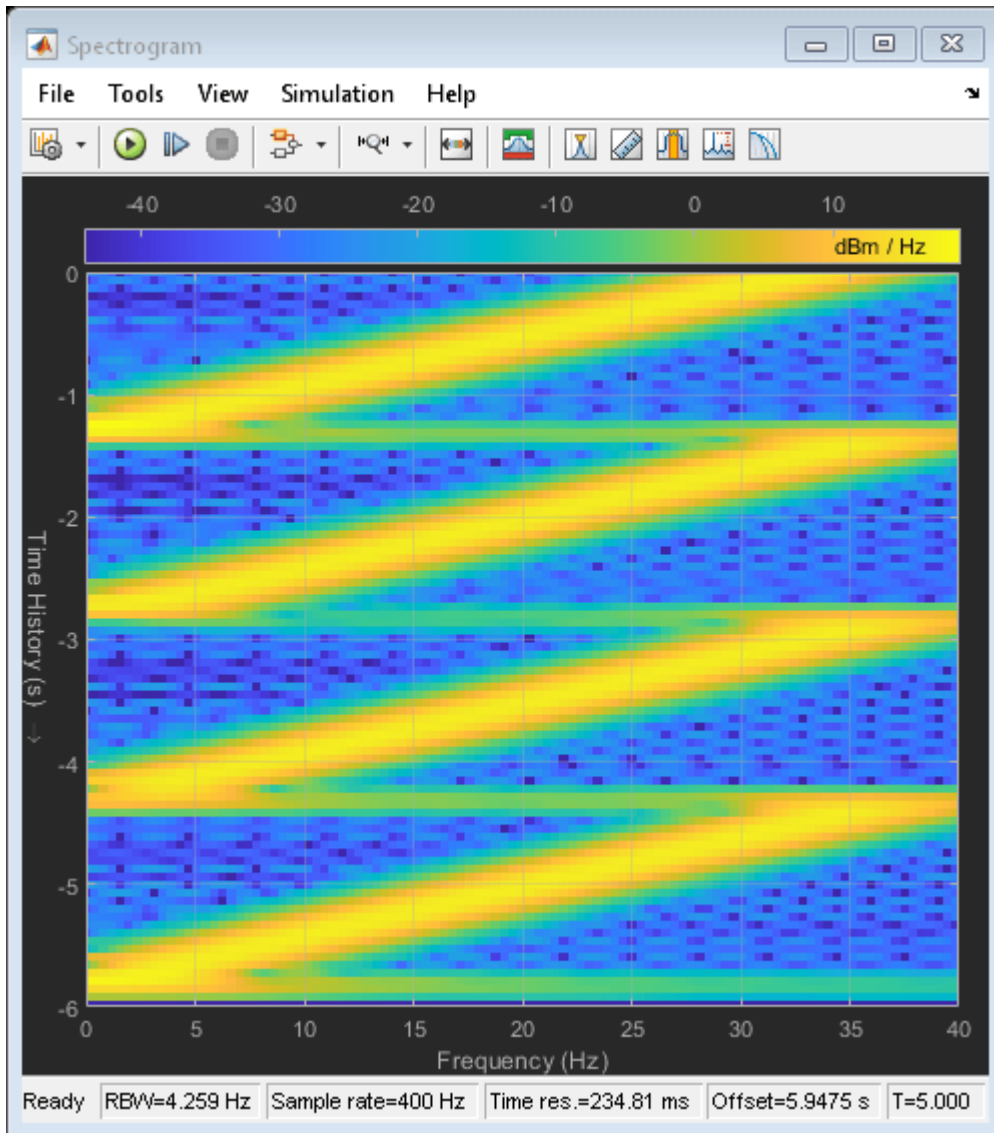 Spectrogram
File Tools View Simulation Help
-40 -30 -20 -10 0 10
dBm / Hz
0
-1
-2
-3
-4
-5
-6
Time History (s) →
0 5 10 15 20 25 30 35 40
Frequency (Hz)
Ready RBW=4.259 Hz Sample rate=400 Hz Time res.=234.81 ms Offset=5.9475 s T=5.000